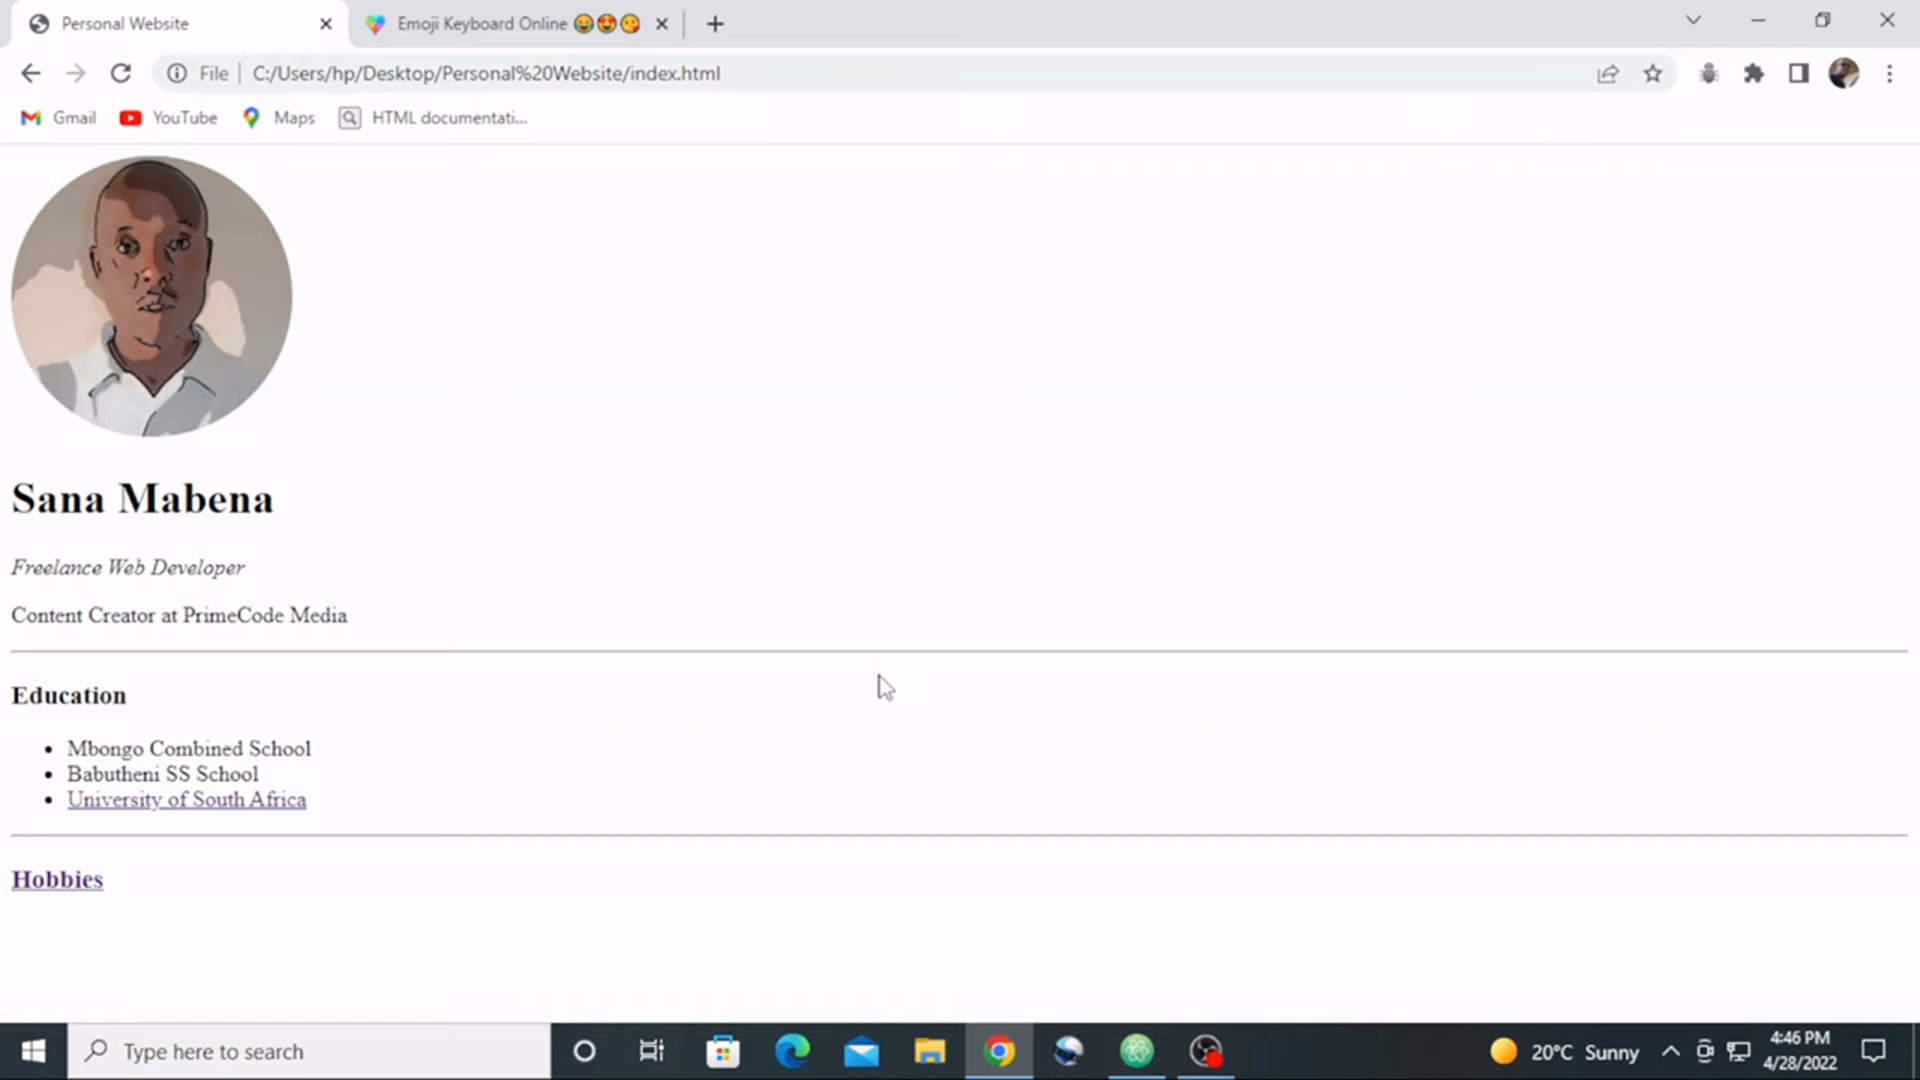 Personal Website
Emoji Keyboard Online 😂😍😘
File
C:/Users/hp/Desktop/Personal%20Website/index.html
Gmail
YouTube
Maps
HTML documentati...
Sana Mabena
Freelance Web Developer
Content Creator at PrimeCode Media
Education
Mbongo Combined School
Babutheni SS School
University of South Africa
Hobbies
Type here to search
20°C Sunny
4:46 PM
4/28/2022